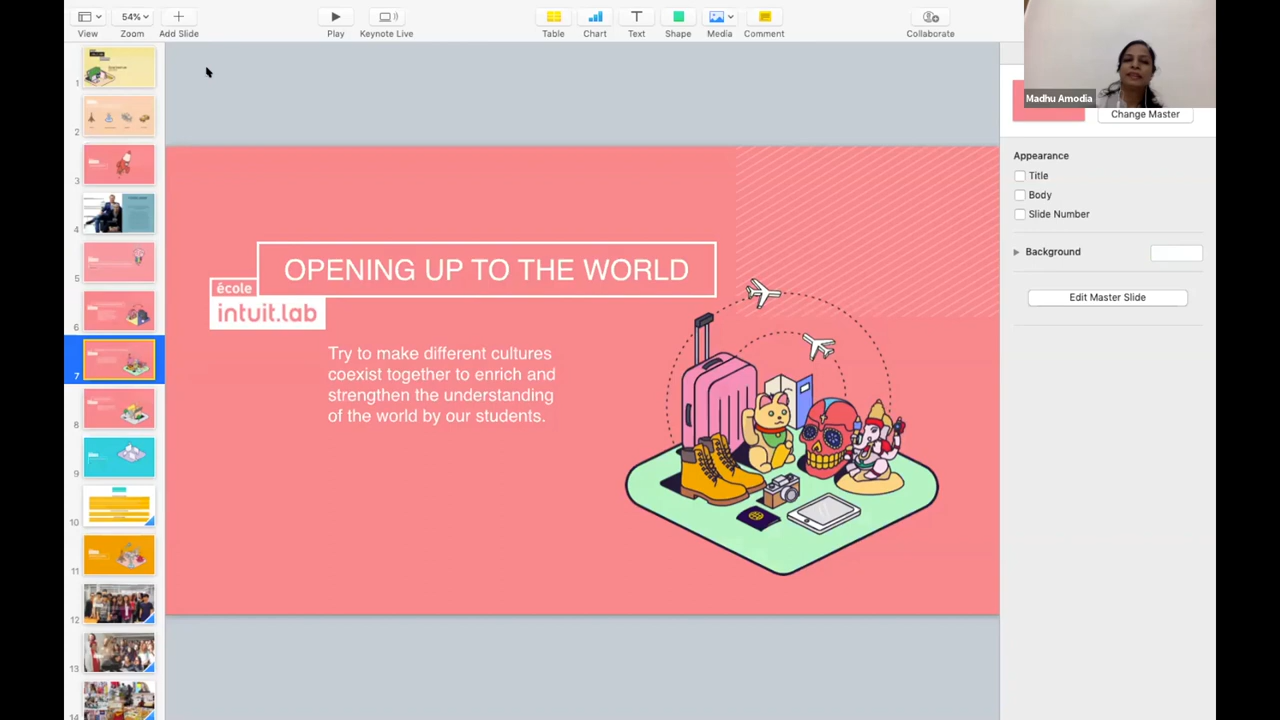 View
54%
Zoom
Add Slide
Play
Keynote Live
Table
Chart
Text
Shape
Media
Comment
Collaborate
Madhu Amodia
Change Master
Appearance
Title
Body
Slide Number
Background
Edit Master Slide
OPENING UP TO THE WORLD
école
intuit.lab
Try to make different cultures
coexist together to enrich and
strengthen the understanding
of the world by our students.
1
2
3
4
5
6
7
8
9
10
11
12
13
14